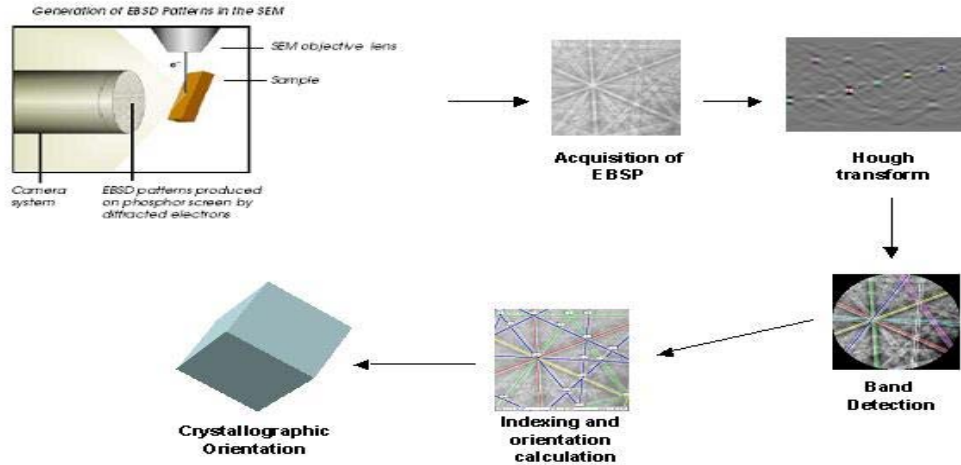 Generation of EBSD Patterns in the SEM
SEM objective lens
e-
Sample
Camera
system
EBSD patterns produced
on phosphor screen by
diffracted electrons
Acquisition of
EBSP
Hough
transform
Band
Detection
Indexing and
orientation
calculation
Crystallographic
Orientation